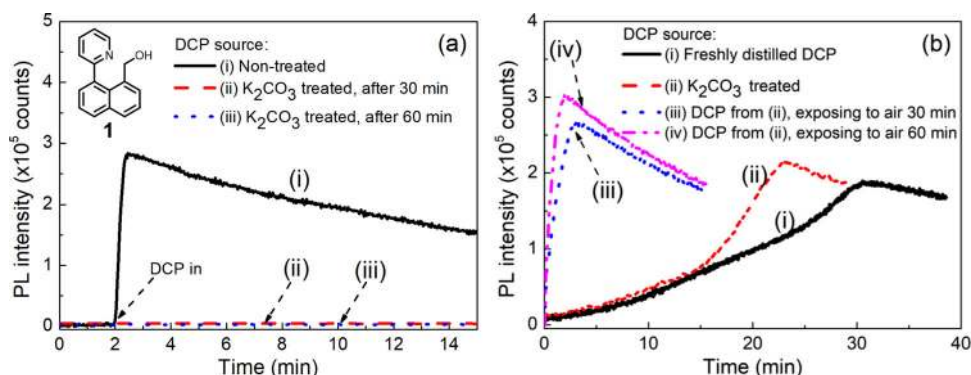 PL intensity (x10⁵ counts)
5
4
3
2
1
0
N
OH
1
DCP source:
(a)
(i) Non-treated
(ii) K₂CO₃ treated, after 30 min
(iii) K₂CO₃ treated, after 60 min
(i)
DCP in
(ii)
(iii)
0 2 4 6 8 10 12 14
Time (min)
PL intensity (x10⁵ counts)
4
3
2
1
0
(iv)
DCP source:
(b)
(i) Freshly distilled DCP
(ii) K₂CO₃ treated
(iii) DCP from (ii), exposing to air 30 min
(iv) DCP from (ii), exposing to air 60 min
(iii)
(ii)
(i)
0 10 20 30 40
Time (min)